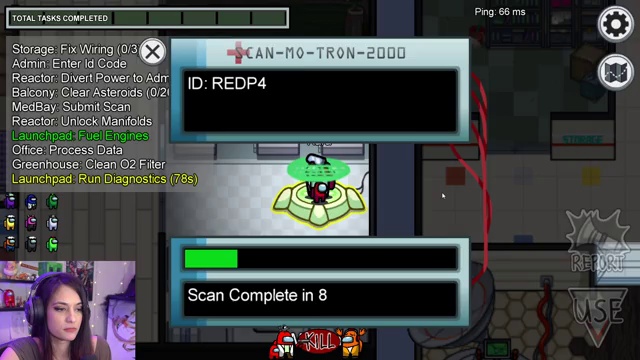 TOTAL TASKS COMPLETED
Ping: 66 ms
Storage: Fix Wiring (0/3
Admin: Enter Id Code
Reactor: Divert Power to Adm
Balcony: Clear Asteroids (0/20
MedBay: Submit Scan
Reactor: Unlock Manifolds
Launchpad: Fuel Engines
Office: Process Data
Greenhouse: Clean O2 Filter
Launchpad: Run Diagnostics (78s)
SCAN-MO-TRON-2000
ID: REDP4
STORAGE
Scan Complete in 8
REPORT
USE
KILL